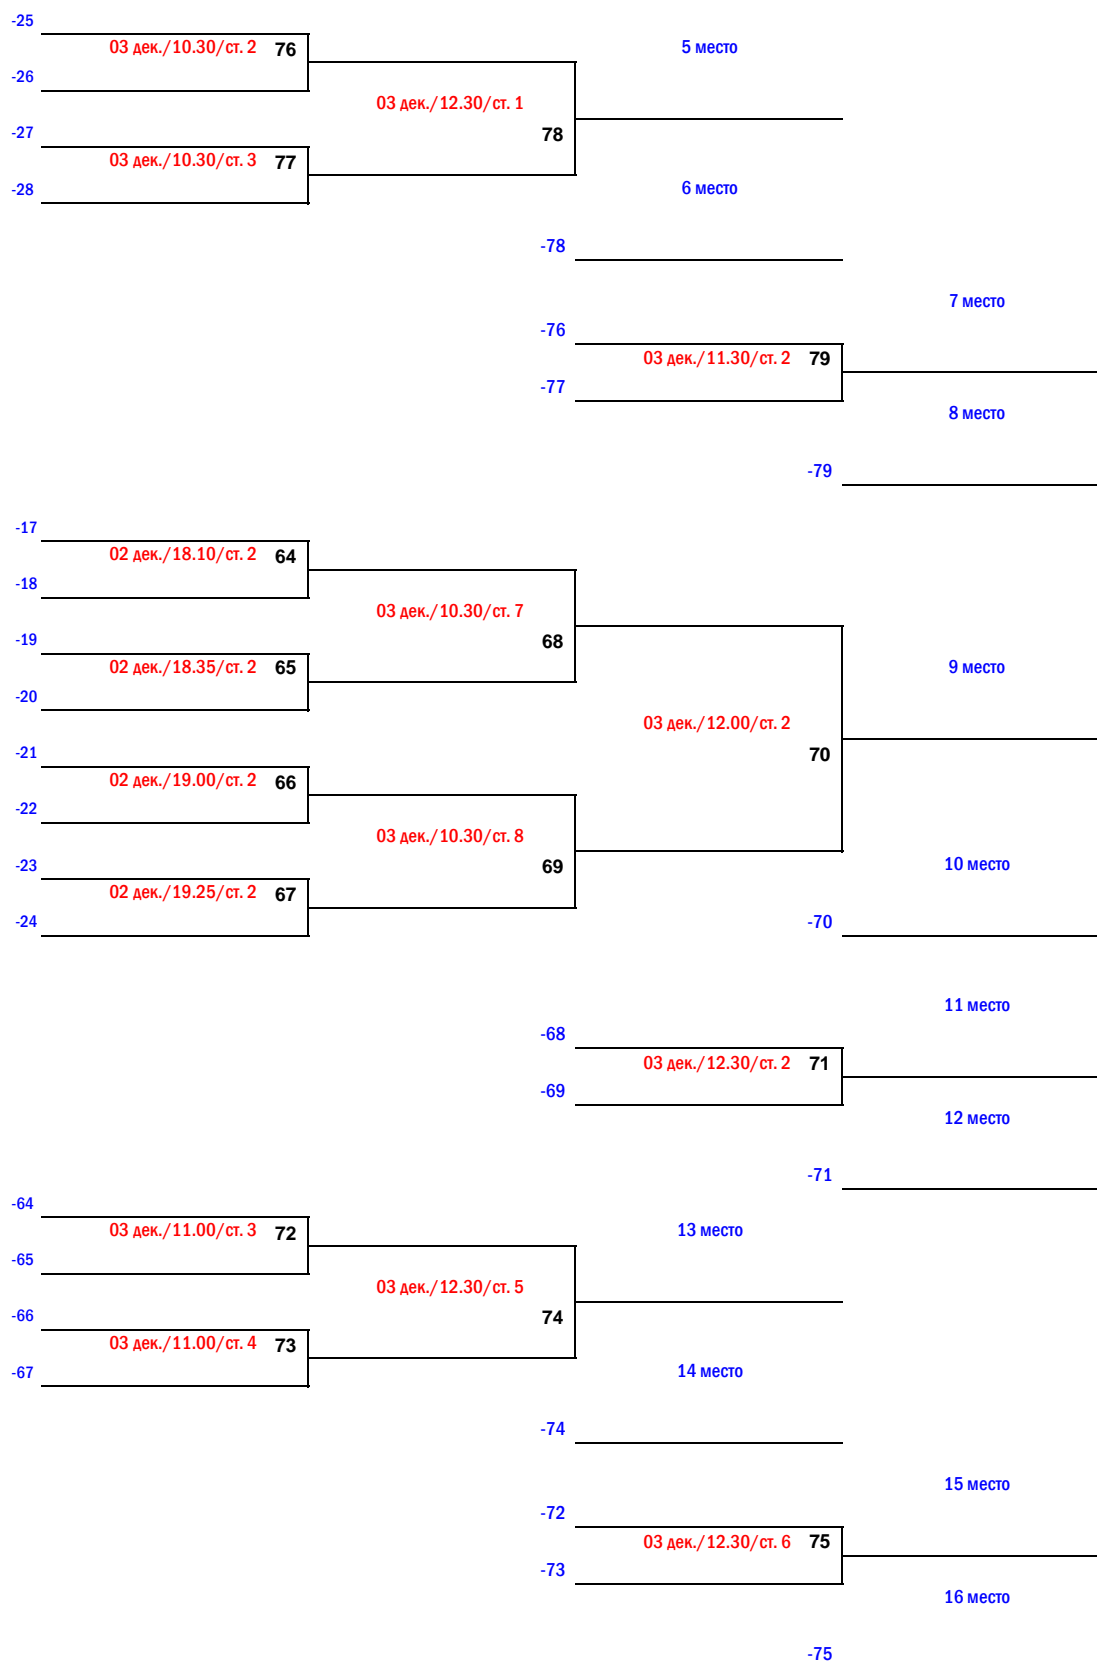 -25
03 дек./10.30/ст. 2 76
5 место
-26
03 дек./12.30/ст. 1
-27
78
03 дек./10.30/ст. 3 77
-28
6 место
-78
7 место
-76
03 дек./11.30/ст. 2 79
-77
8 место
-79
-17
02 дек./18.10/ст. 2 64
-18
03 дек./10.30/ст. 7
-19
68
02 дек./18.35/ст. 2 65
9 место
-20
03 дек./12.00/ст. 2
-21
70
02 дек./19.00/ст. 2 66
-22
03 дек./10.30/ст. 8
-23
69
10 место
02 дек./19.25/ст. 2 67
-24
-70
11 место
-68
03 дек./12.30/ст. 2 71
-69
12 место
-71
-64
03 дек./11.00/ст. 3 72
13 место
-65
03 дек./12.30/ст. 5
-66
74
03 дек./11.00/ст. 4 73
-67
14 место
-74
15 место
-72
03 дек./12.30/ст. 6 75
-73
16 место
-75